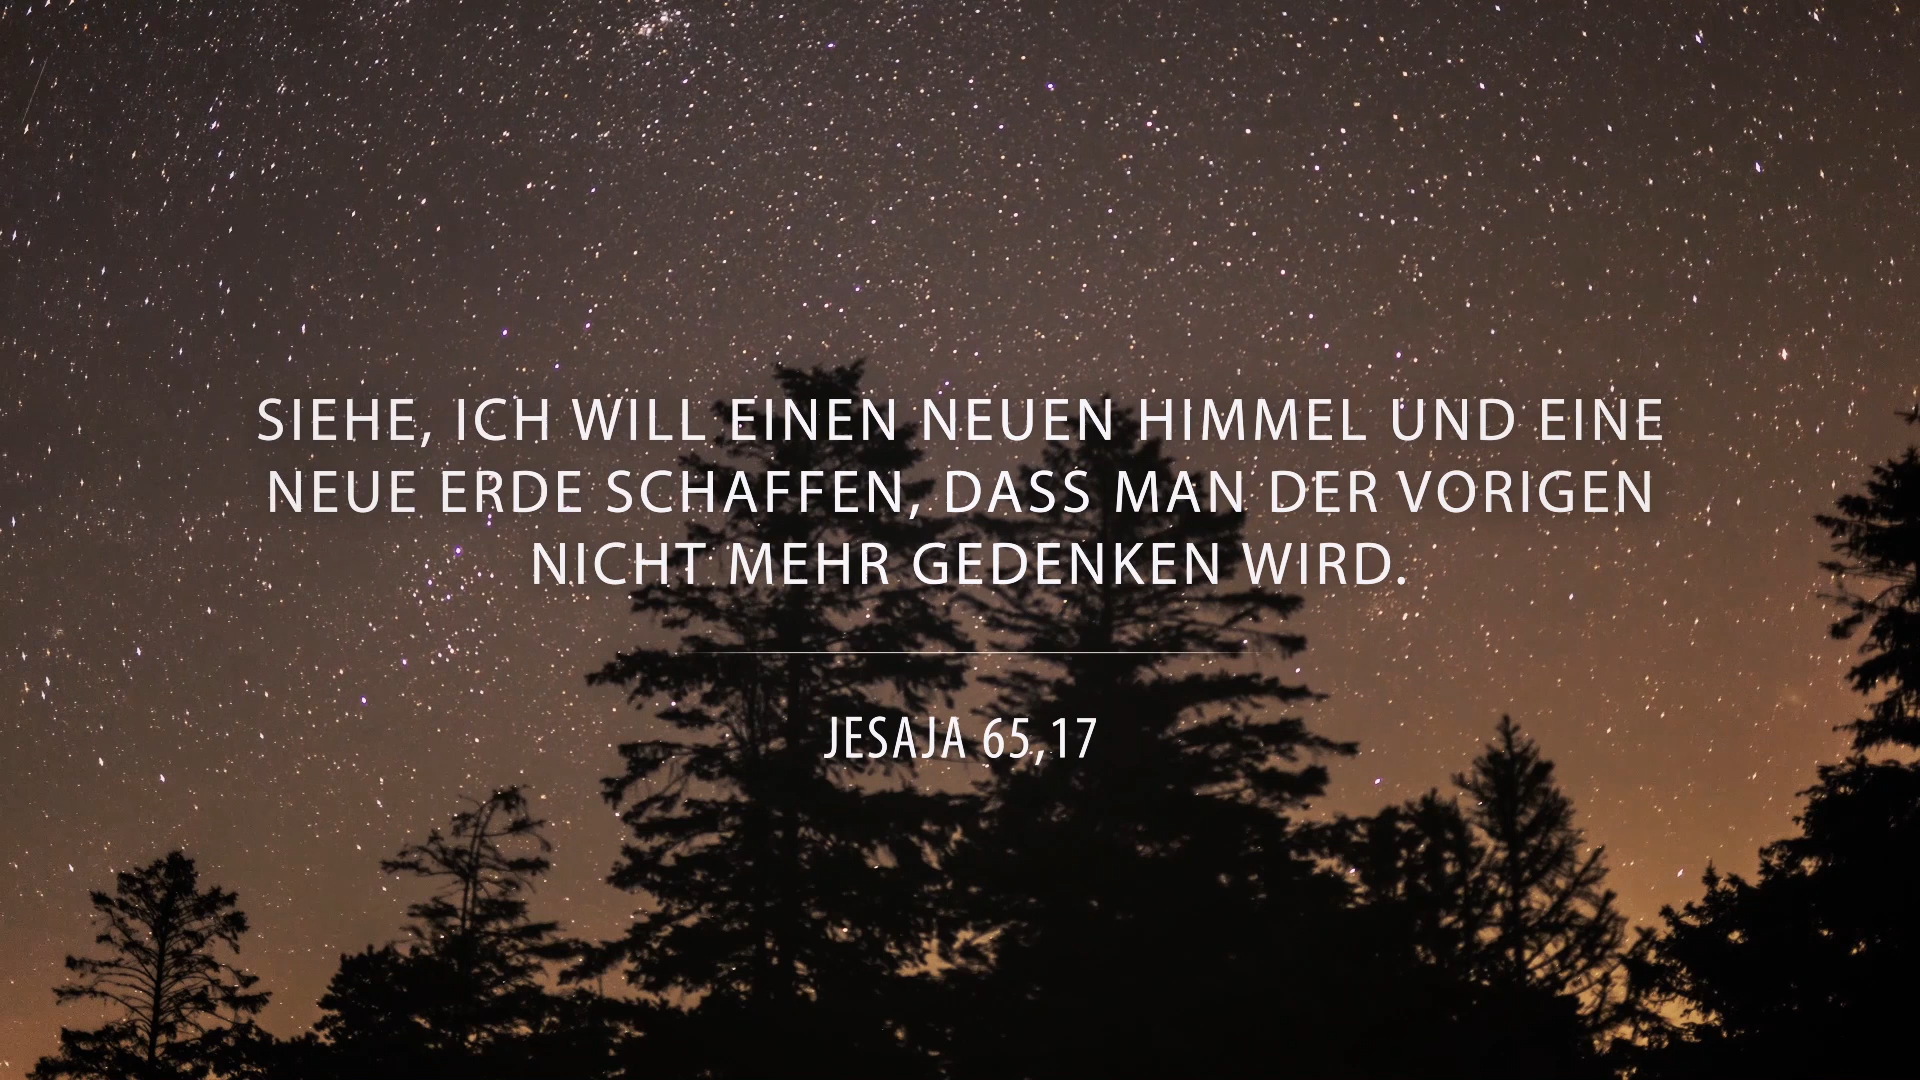 SIEHE, ICH WILL EINEN NEUEN HIMMEL UND EINE
NEUE ERDE SCHAFFEN, DASS MAN DER VORIGEN
NICHT MEHR GEDENKEN WIRD.
JESAJA 65,17